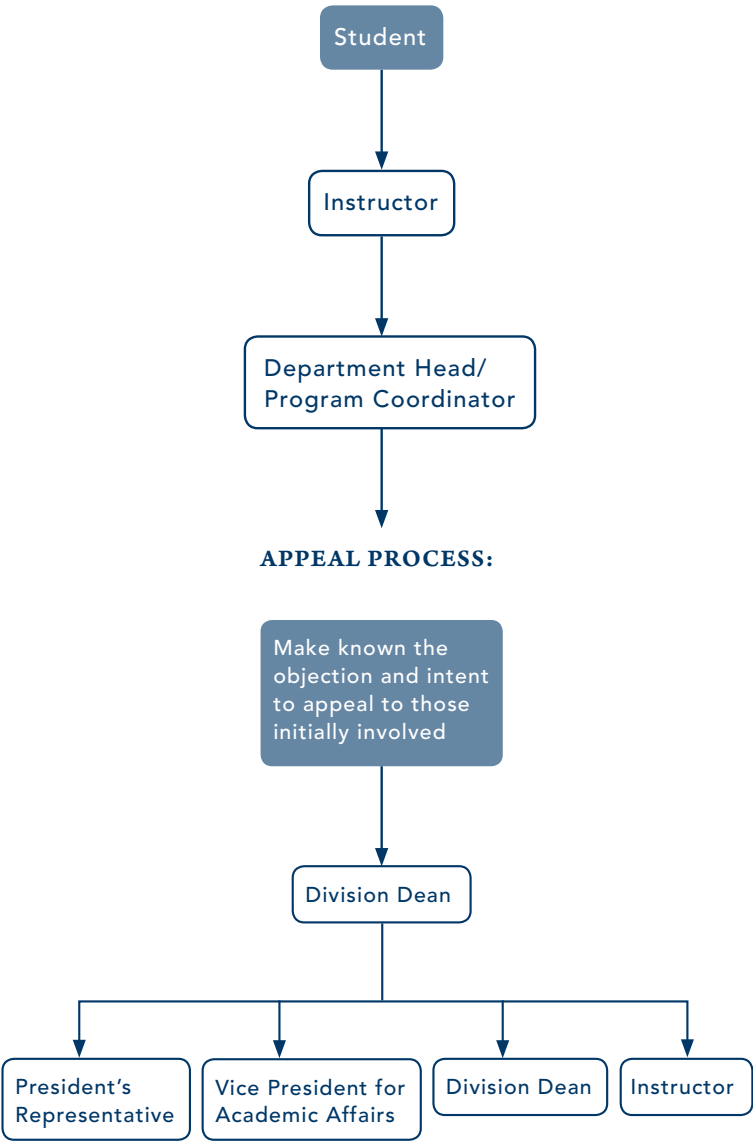 Student
Instructor
Department Head/
Program Coordinator
APPEAL PROCESS:
Make known the
objection and intent
to appeal to those
initially involved
Division Dean
President’s
Representative
Vice President for
Academic Affairs
Division Dean
Instructor